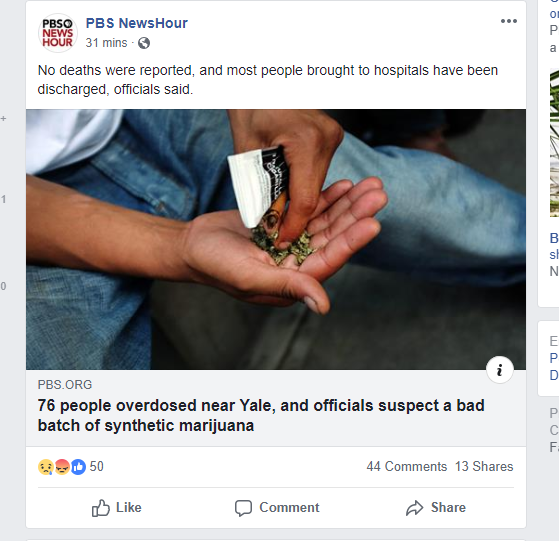 PBS
NEWS
HOUR
PBS NewsHour
31 mins ·
No deaths were reported, and most people brought to hospitals have been
discharged, officials said.
PBS.ORG
76 people overdosed near Yale, and officials suspect a bad
batch of synthetic marijuana
50
44 Comments 13 Shares
Like
Comment
Share
+
1
0